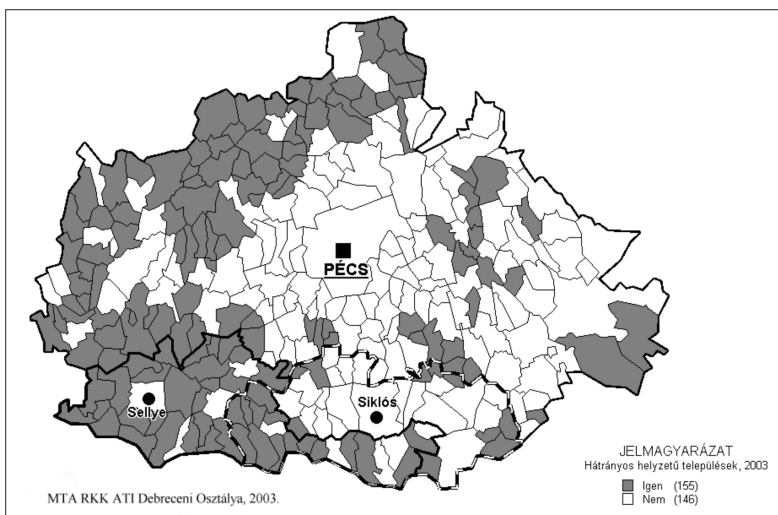 PÉCS
Sellye
Siklós
JELMAGYARÁZAT
Hátrányos helyzetű települések, 2003
Igen (155)
Nem (146)
MTA RKK ATI Debreceni Osztálya, 2003.